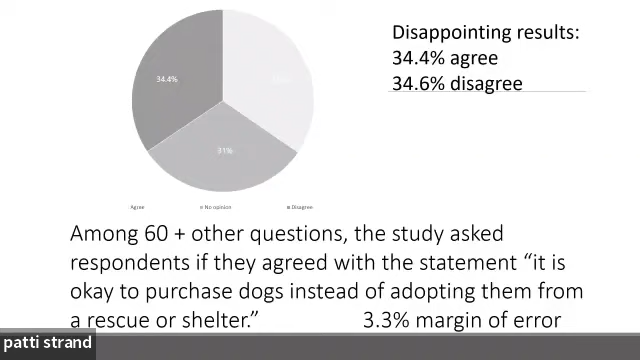 Disappointing results:
34.4% agree
34.6% disagree
34.4%
31%
Agree
No opinion
Disagree
Among 60 + other questions, the study asked
respondents if they agreed with the statement “it is
okay to purchase dogs instead of adopting them from
a rescue or shelter.” 3.3% margin of error
patti strand